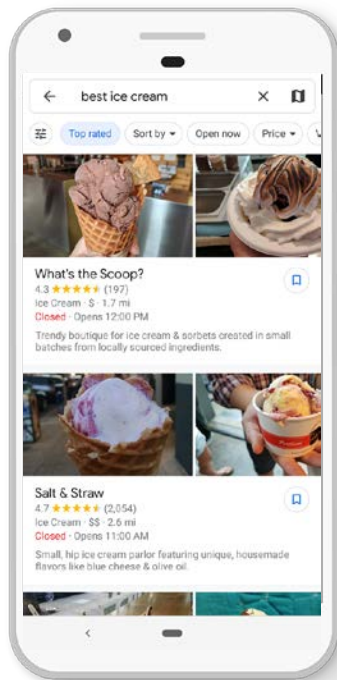 best ice cream
Top rated
Sort by
Open now
Price
What's the Scoop?
4.3 (197)
Ice Cream · $ · 1.7 mi
Closed · Opens 12:00 PM
Trendy boutique for ice cream & sorbets created in small
batches from locally sourced ingredients.
Salt & Straw
4.7 (2,054)
Ice Cream · $$ · 2.6 mi
Closed · Opens 11:00 AM
Small, hip ice cream parlor featuring unique, housemade
flavors like blue cheese & olive oil.